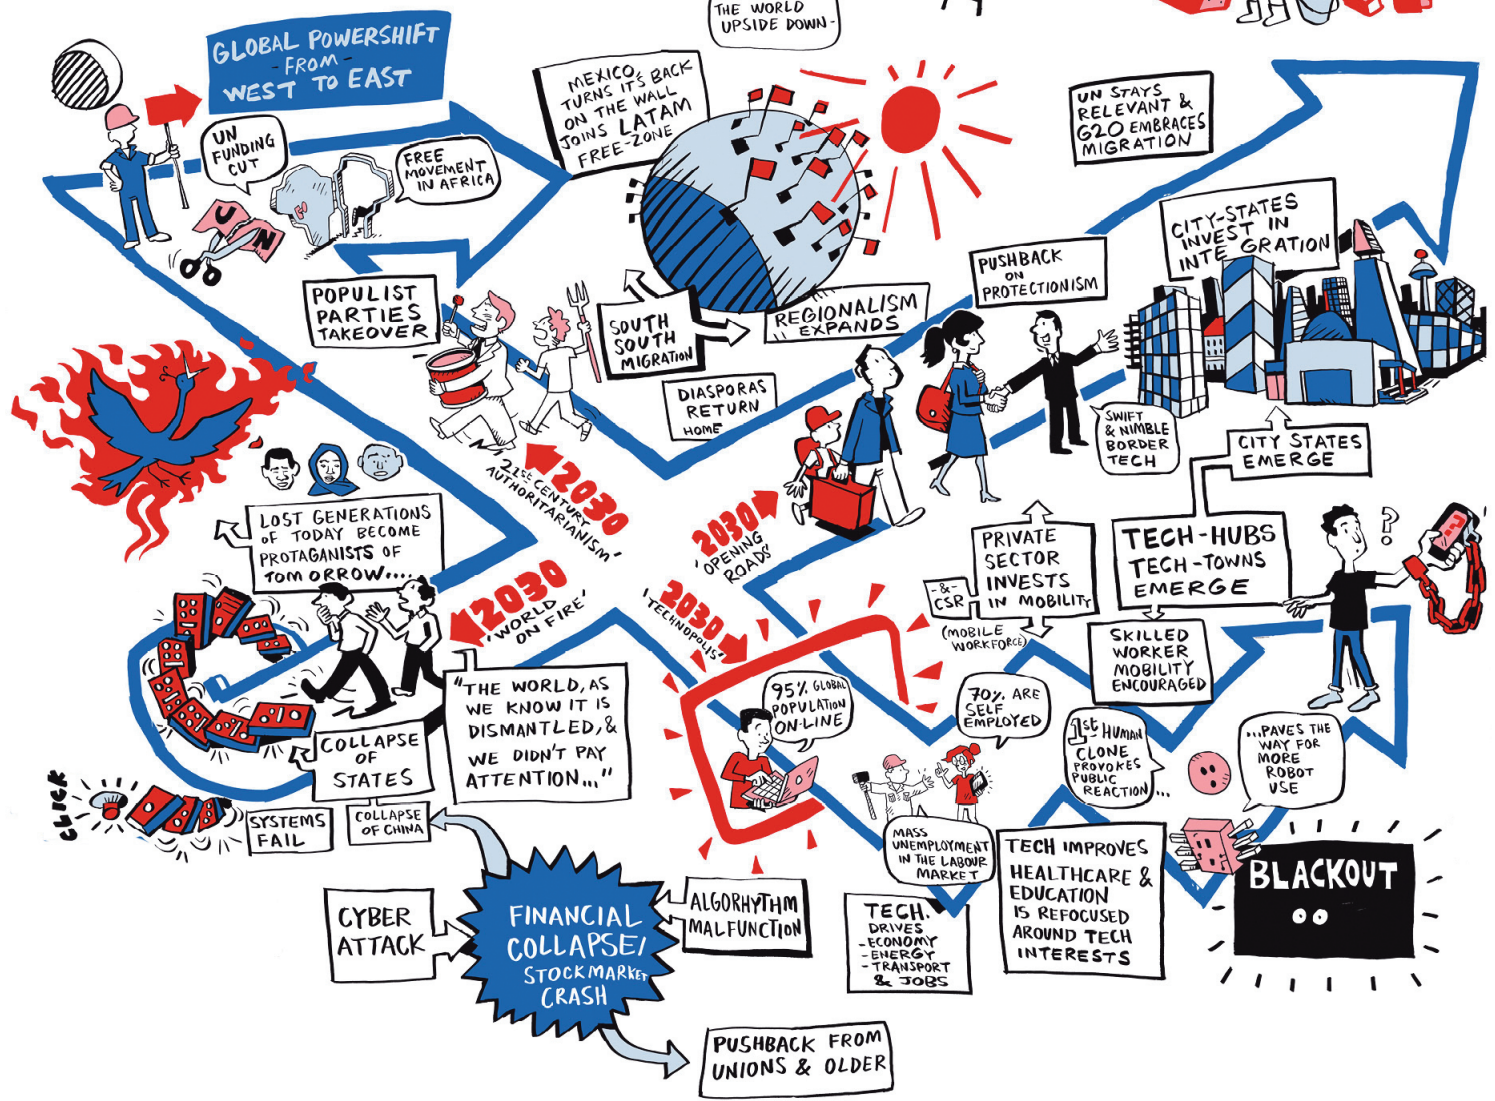 THE WORLD
UPSIDE DOWN-
GLOBAL POWERSHIFT
-FROM-
WEST TO EAST
UN
FUNDING
CUT
UN
FREE
MOVEMENT
IN AFRICA
MEXICO,
TURNS IT'S BACK
ON THE WALL
JOINS LATAM
FREE-ZONE
UN STAYS
RELEVANT &
G20 EMBRACES
MIGRATION
CITY-STATES
INVEST IN
INTEGRATION
PUSHBACK
ON
PROTECTIONISM
POPULIST
PARTIES
TAKEOVER
SOUTH
SOUTH
MIGRATION
REGIONALISM
EXPANDS
DIASPORAS
RETURN
HOME
SWIFT
& NIMBLE
BORDER
TECH
CITY STATES
EMERGE
2030
21ST CENTURY
AUTHORITARIANISM'
2030
'OPENING
ROADS'
LOST GENERATIONS
OF TODAY BECOME
PROTAGANISTS OF
TOMORROW....
PRIVATE
SECTOR
INVESTS
IN MOBILITY
-&-
CSR
(MOBILE
WORKFORCE)
TECH-HUBS
TECH-TOWNS
EMERGE
?
?
SKILLED
WORKER
MOBILITY
ENCOURAGED
2030
'WORLD
ON FIRE'
2030
'TECHNOPOLIS'
"THE WORLD, AS
WE KNOW IT IS
DISMANTLED, &
WE DIDN'T PAY
ATTENTION..."
95% GLOBAL
POPULATION
ON-LINE
70% ARE
SELF
EMPLOYED
1st HUMAN
CLONE
PROVOKES
PUBLIC
REACTION...
...PAVES THE
WAY FOR
MORE
ROBOT
USE
COLLAPSE
OF
STATES
CLICK
SYSTEMS
FAIL
COLLAPSE
OF CHINA
MASS
UNEMPLOYMENT
IN THE LABOUR
MARKET
TECH IMPROVES
HEALTHCARE &
EDUCATION
IS REFOCUSED
AROUND TECH
INTERESTS
BLACKOUT
CYBER
ATTACK
FINANCIAL
COLLAPSE/
STOCKMARKET
CRASH
ALGORHYTHM
MALFUNCTION
TECH.
DRIVES
-ECONOMY
-ENERGY
-TRANSPORT
& JOBS
PUSHBACK FROM
UNIONS & OLDER